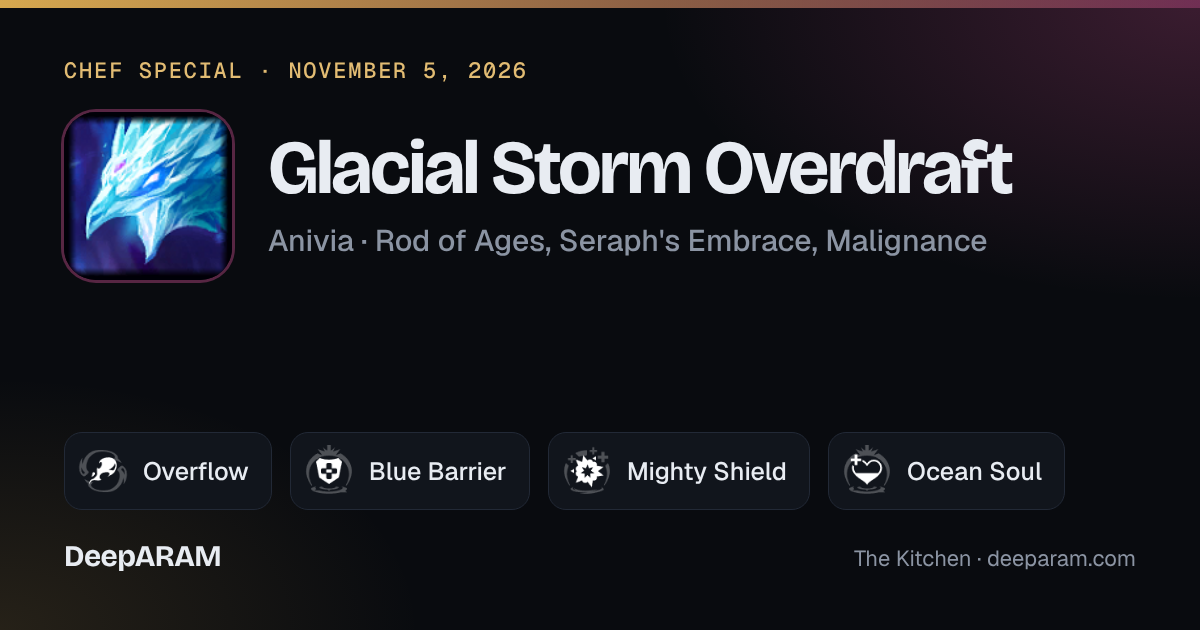 CHEF SPECIAL · NOVEMBER 5, 2026
Glacial Storm Overdraft
Anivia · Rod of Ages, Seraph's Embrace, Malignance
Overflow
Blue Barrier
Mighty Shield
Ocean Soul
DeepARAM
The Kitchen · deeparam.com